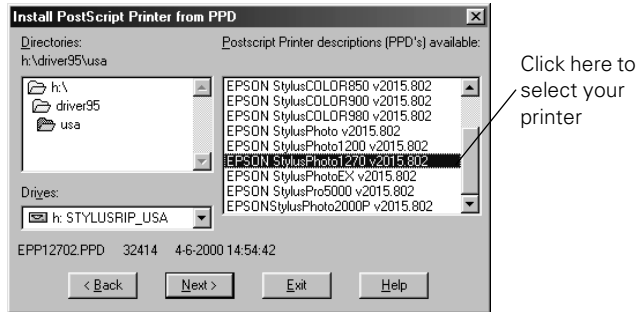 Install PostScript Printer from PPD
Directories:
h:\driver95\usa
h:\
driver95
usa
Drives:
h: STYLUSRIP_USA
Postscript Printer descriptions (PPD's) available:
EPSON StylusCOLOR850 v2015.802
EPSON StylusCOLOR900 v2015.802
EPSON StylusCOLOR980 v2015.802
EPSON StylusPhoto v2015.802
EPSON StylusPhoto1200 v2015.802
EPSON StylusPhoto1270 v2015.802
EPSON StylusPhotoEX v2015.802
EPSON StylusPro5000 v2015.802
EPSONStylusPhoto2000P v2015.802
EPP12702.PPD 32414 4-6-2000 14:54:42
< Back
Next >
Exit
Help
Click here to
select your
printer